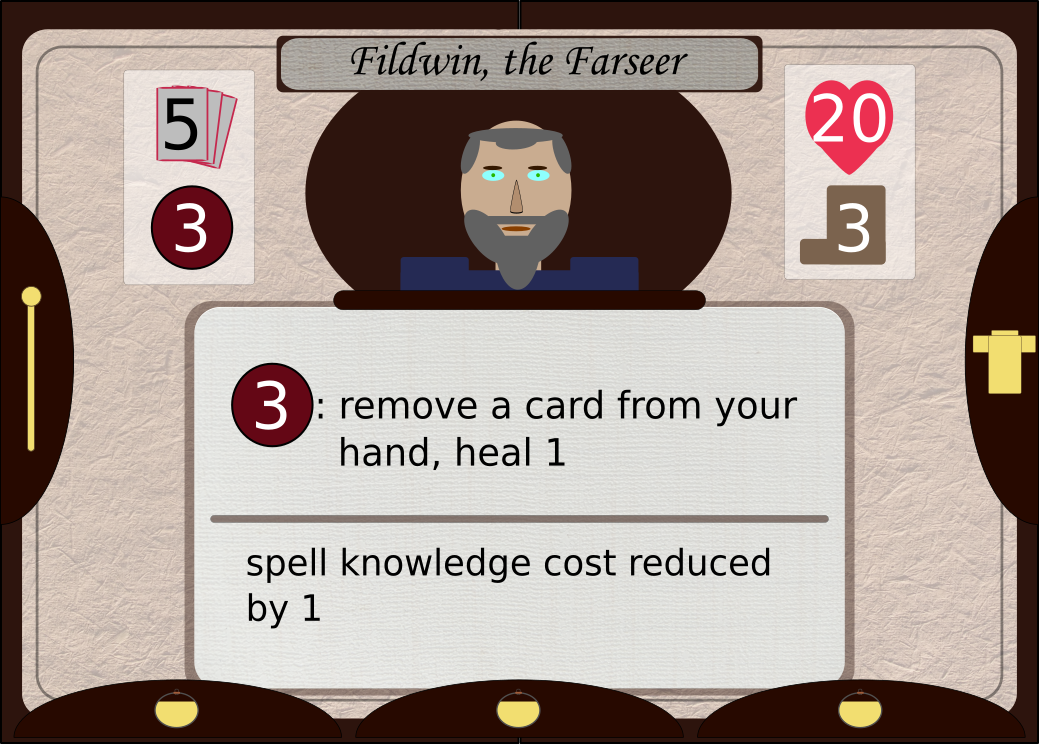 Fildwin, the Farseer
5
20
3
3
3 : remove a card from your
hand, heal 1
spell knowledge cost reduced
by 1